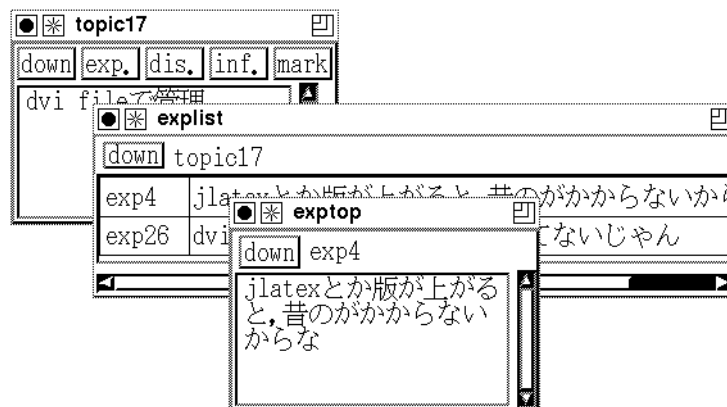 topic17
down exp. dis. inf. mark
dvi fileで管理
explist
down topic17
exp4 jlatexとか版が上がると,昔のがかからないから
exp26 dvi てないじゃん
exptop
down exp4
jlatexとか版が上がる
と,昔のがかからない
からな